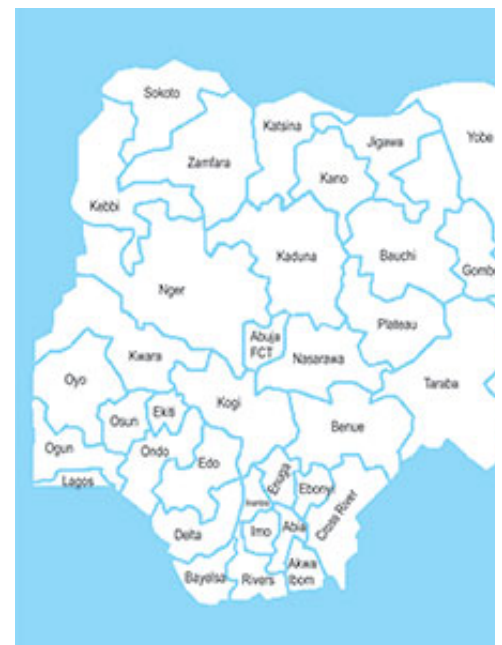 Sokoto
Katsina
Jigawa
Yobe
Zamfara
Kano
Kebbi
Kaduna
Bauchi
Gombe
Nger
Abuja
FCT
Plateau
Nasarawa
Kwara
Taraba
Oyo
Kogi
Ekiti
Osun
Benue
Ogun
Ondo
Edo
Lagos
Enugu
Ebonyi
Cross River
Delta
Imo
Abia
Akwa
Ibom
Bayelsa
Rivers